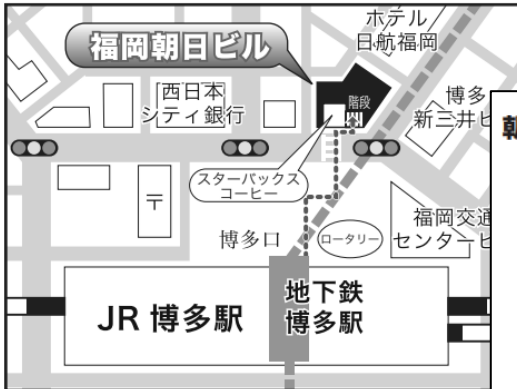 ホテル
日航福岡
福岡朝日ビル
階段
西日本
シティ銀行
博多
新三井ビ
朝
スターバックス
コーヒー
〒
博多口
ロータリー
福岡交通
センタービ
JR 博多駅
地下鉄
博多駅